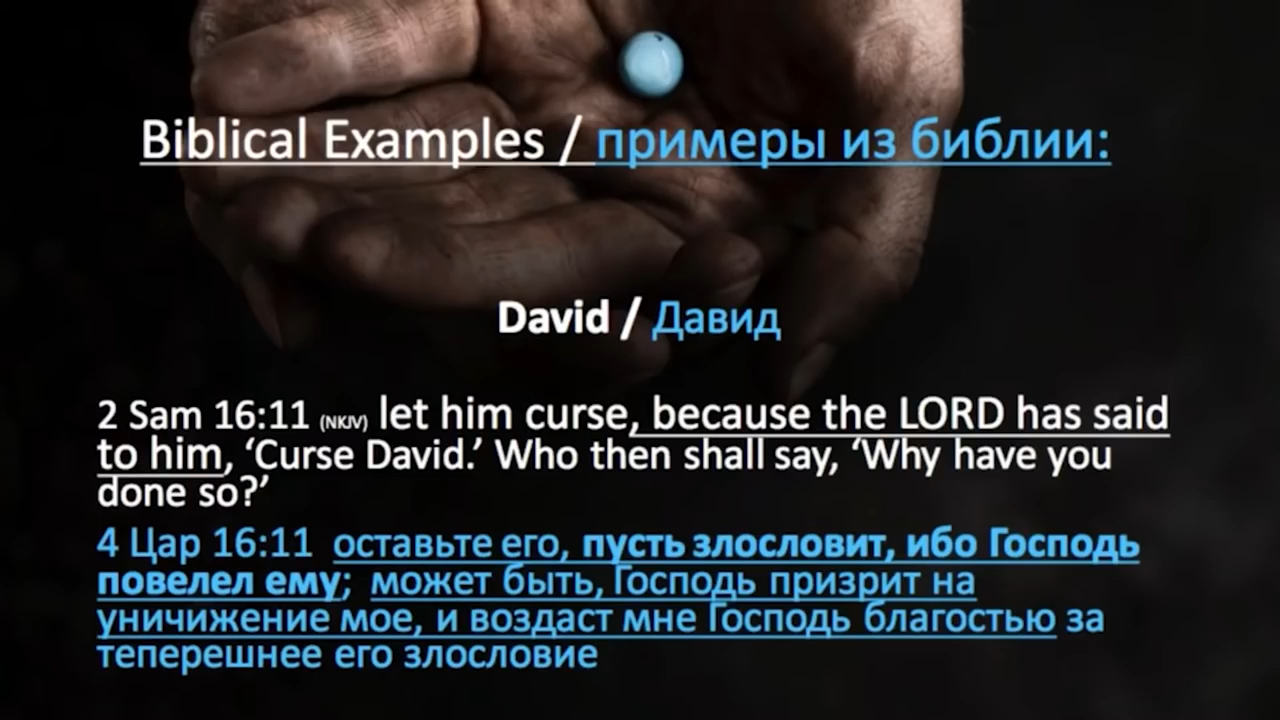 Biblical Examples / примеры из библии:
David / Давид
2 Sam 16:11 (NKJV) let him curse, because the LORD has said
to him, ‘Curse David.’ Who then shall say, ‘Why have you
done so?’
4 Цар 16:11 оставьте его, пусть злословит, ибо Господь
повелел ему; может быть, Господь призрит на
уничижение мое, и воздаст мне Господь благостью за
теперешнее его злословие